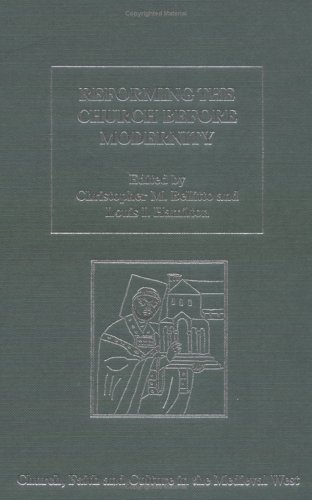 REFORMING THE
CHURCH BEFORE
MODERNITY
Edited by
Christopher M. Bellitto and
Louis I. Hamilton
Church, Faith and Culture in the Medieval West